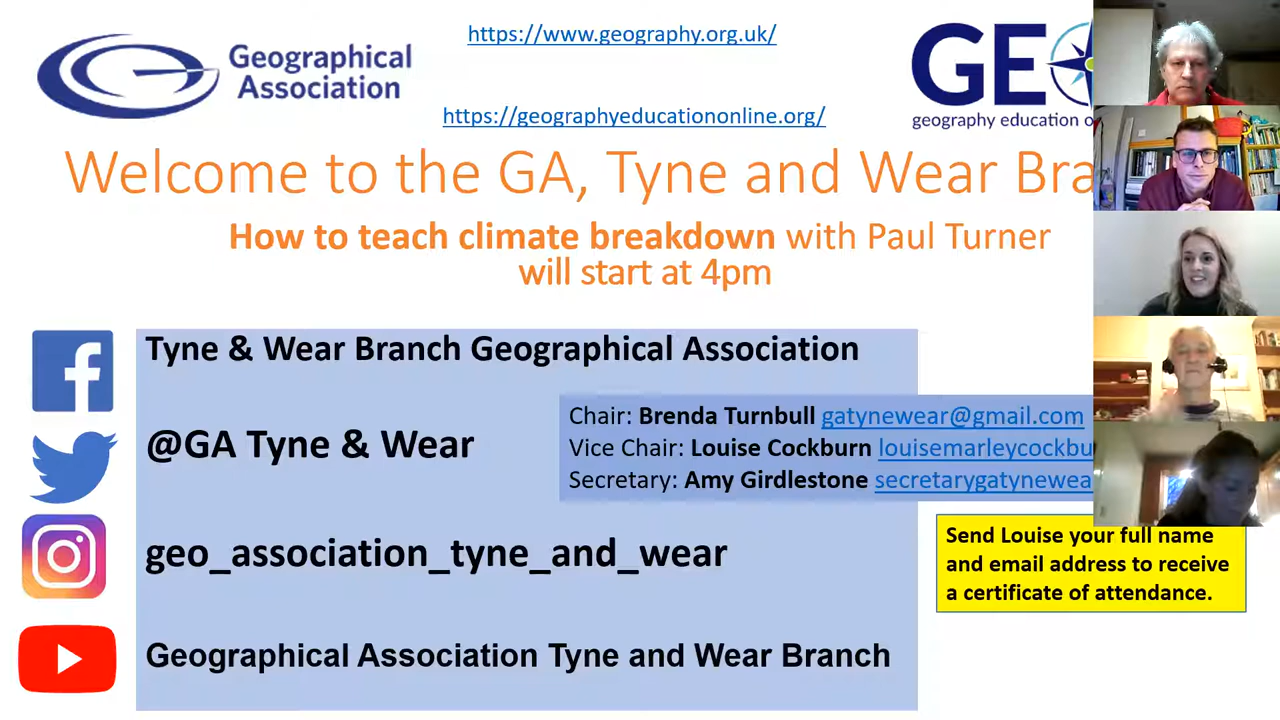 Geographical
Association
https://www.geography.org.uk/
https://geographyeducationonline.org/
geography education
Welcome to the GA, Tyne and Wear
How to teach climate breakdown with Paul Turner
will start at 4pm
Tyne & Wear Branch Geographical Association
@GA Tyne & Wear
Chair: Brenda Turnbull gatynewear@gmail.com
Vice Chair: Louise Cockburn louisemarleycockbu
Secretary: Amy Girdlestone secretarygatynewea
geo_association_tyne_and_wear
Send Louise your full name
and email address to receive
a certificate of attendance.
Geographical Association Tyne and Wear Branch